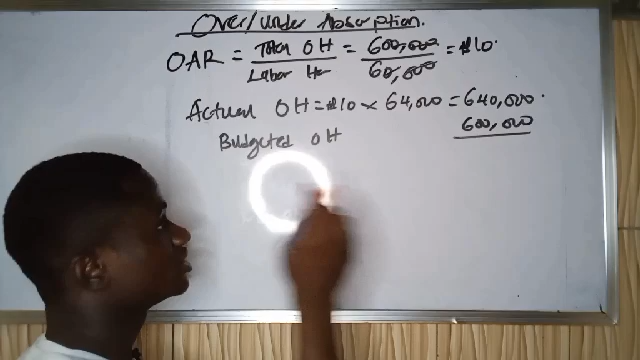 Over/Under Absorption.
OAR = Total OH / Labor Hr = 600,000 / 60,000 = $10.
Actual OH = $10 × 64,000 = 640,000.
Budgeted OH 600,000